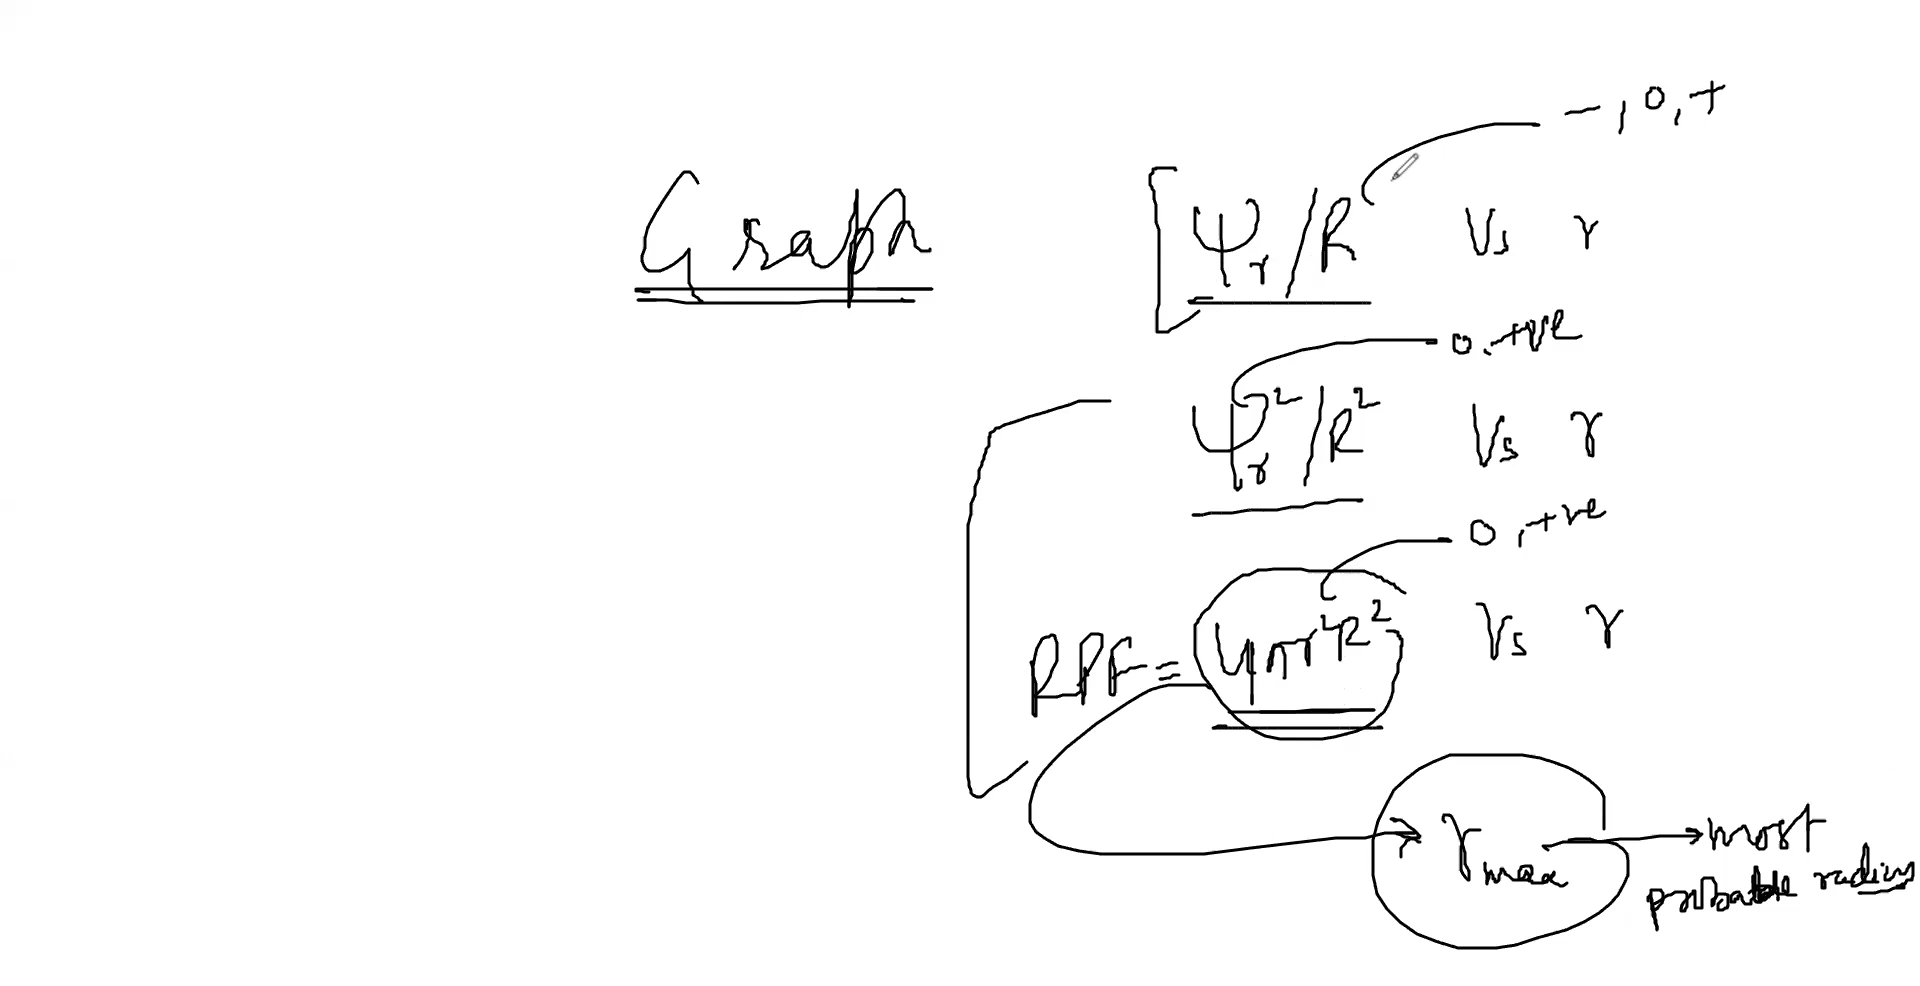 −, 0, +
Graph
Ψr/R Vs r
0, +ve
Ψr²/R² Vs r
0, +ve
RPF = 4πr²R² Vs r
rmax → most
probable radius